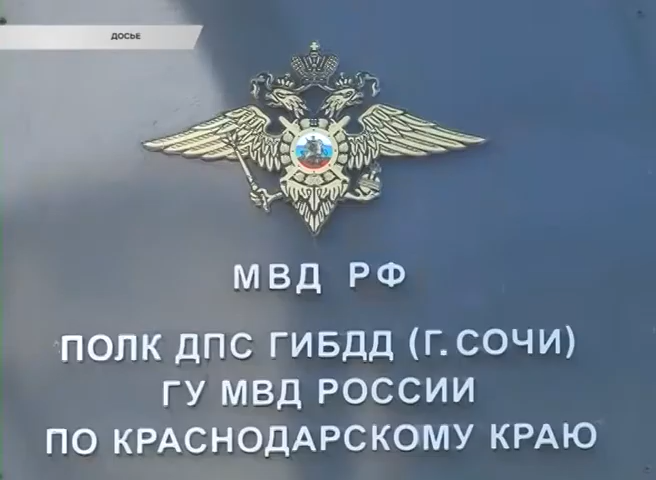 ДОСЬЕ
МВД РФ
ПОЛК ДПС ГИБДД (Г. СОЧИ)
ГУ МВД РОССИИ
ПО КРАСНОДАРСКОМУ КРАЮ